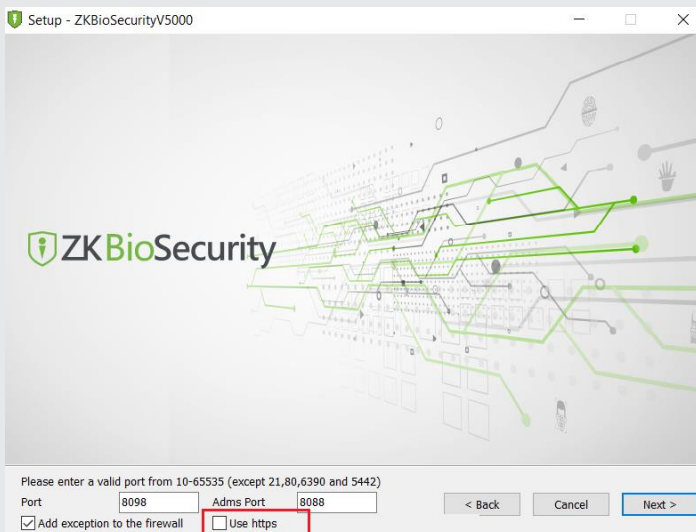 Setup - ZKBioSecurityV5000
ZKBioSecurity
Please enter a valid port from 10-65535 (except 21,80,6390 and 5442)
Port 8098 Adms Port 8088 < Back Cancel Next >
Add exception to the firewall Use https